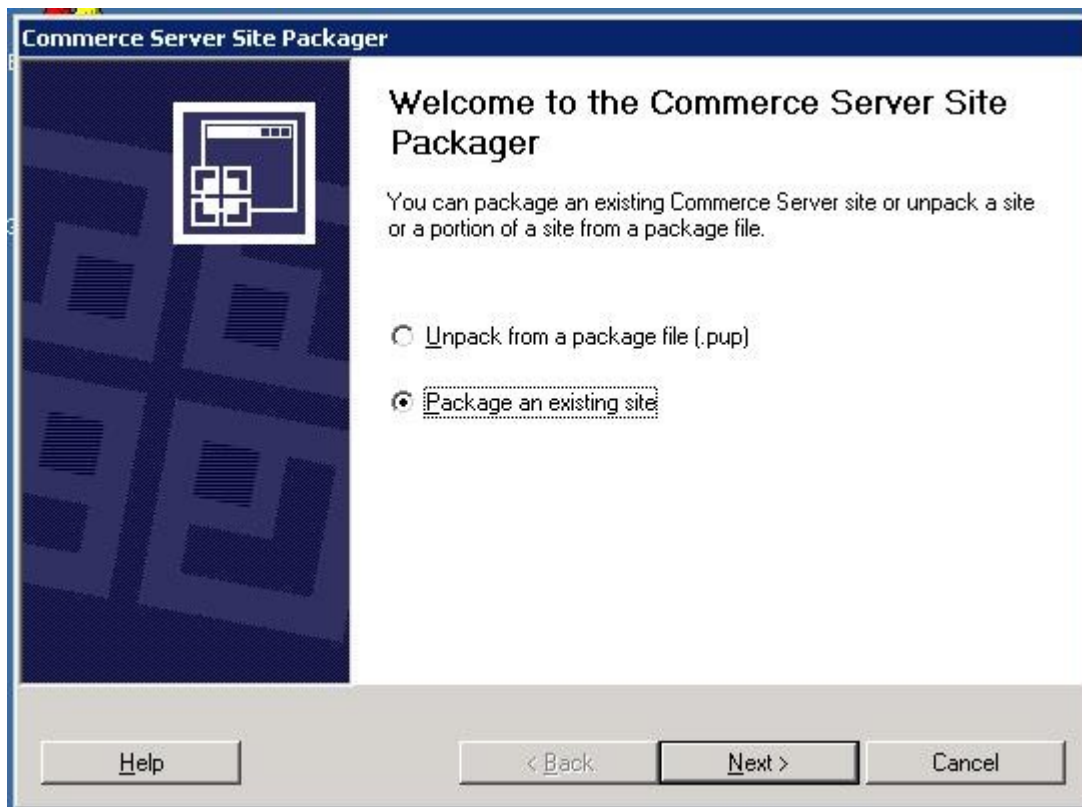 Commerce Server Site Packager
Welcome to the Commerce Server Site
Packager
You can package an existing Commerce Server site or unpack a site
or a portion of a site from a package file.
Unpack from a package file (.pup)
Package an existing site
Help
< Back
Next >
Cancel